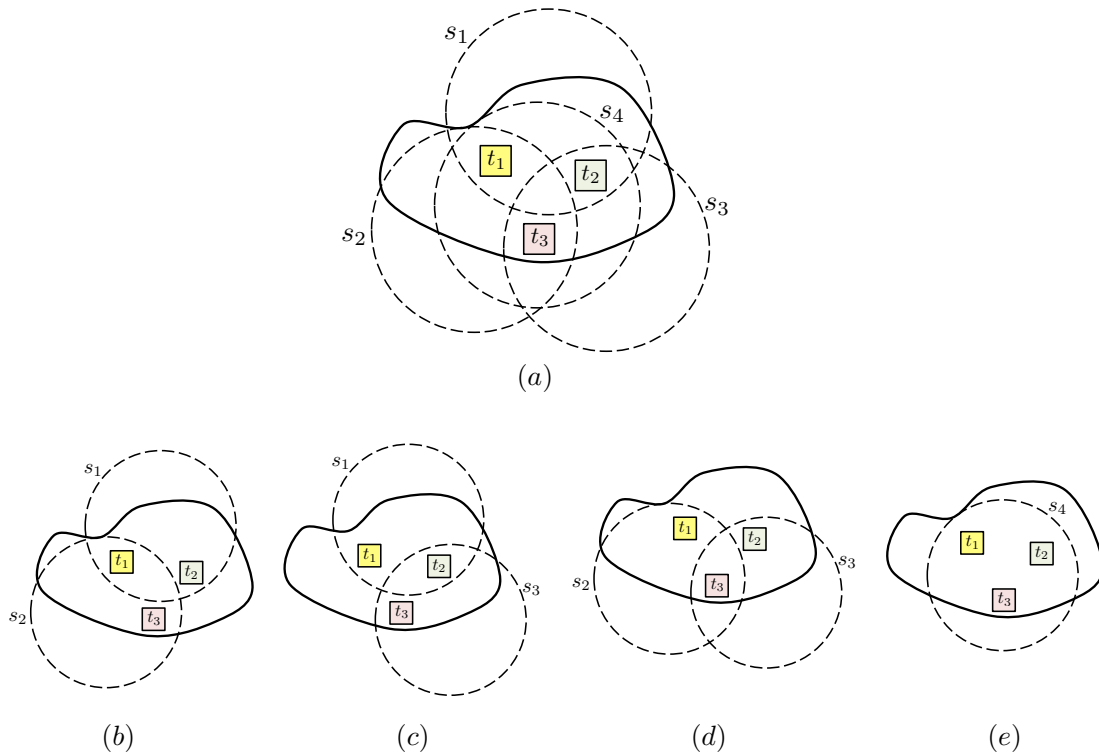 s₁
s₄
t₁
t₂
s₃
s₂
t₃
(a)
s₁
t₁
t₂
s₂
t₃
s₁
t₁
t₂
s₃
t₃
t₁
t₂
s₃
s₂
t₃
s₄
t₁
t₂
t₃
(b) (c) (d) (e)